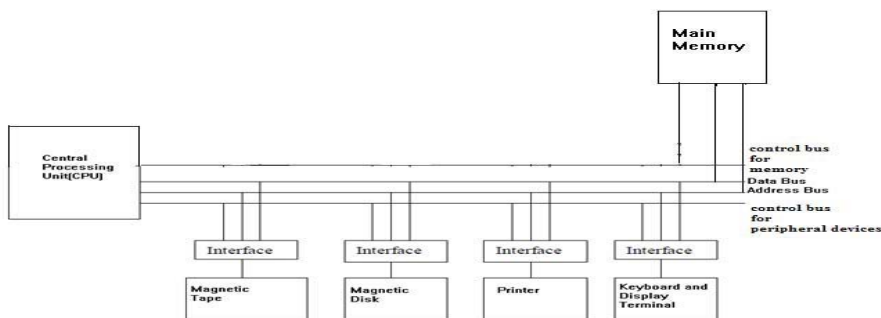 Main
Memory
Central
Processing
Unit[CPU]
control bus
for
memory
Data Bus
Address Bus
control bus
for
peripheral devices
Interface
Interface
Interface
Interface
Magnetic
Tape
Magnetic
Disk
Printer
Keyboard and
Display
Terminal